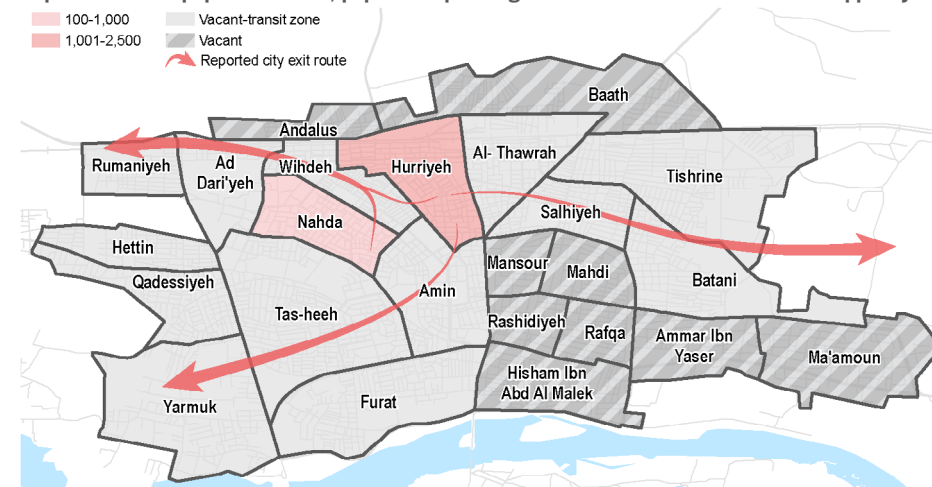 100-1,000
Vacant-transit zone
1,001-2,500
Vacant
Reported city exit route
Baath
Andalus
Rumaniyeh
Ad
Dari'yeh
Wihdeh
Hurriyeh
Al- Thawrah
Tishrine
Nahda
Salhiyeh
Hettin
Qadessiyeh
Mansour
Mahdi
Batani
Tas-heeh
Amin
Rashidiyeh
Rafqa
Ammar Ibn
Yaser
Ma'amoun
Hisham Ibn
Abd Al Malek
Yarmuk
Furat